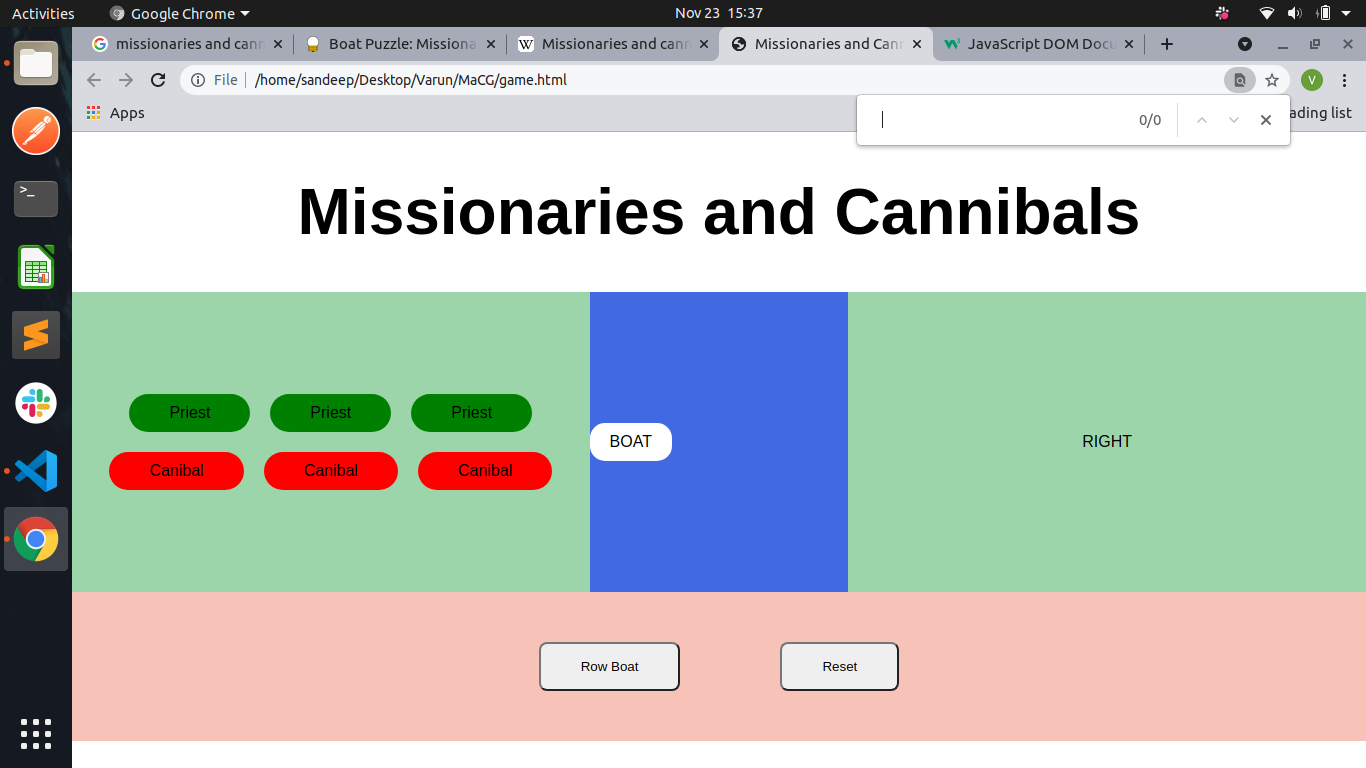 Activities Google Chrome Nov 23 15:37
missionaries and cann Boat Puzzle: Missiona Missionaries and cann Missionaries and Cann JavaScript DOM Docu
File /home/sandeep/Desktop/Varun/MaCG/game.html V
Apps ading list
0/0
Missionaries and Cannibals
Priest Priest Priest
BOAT RIGHT
Canibal Canibal Canibal
Row Boat Reset